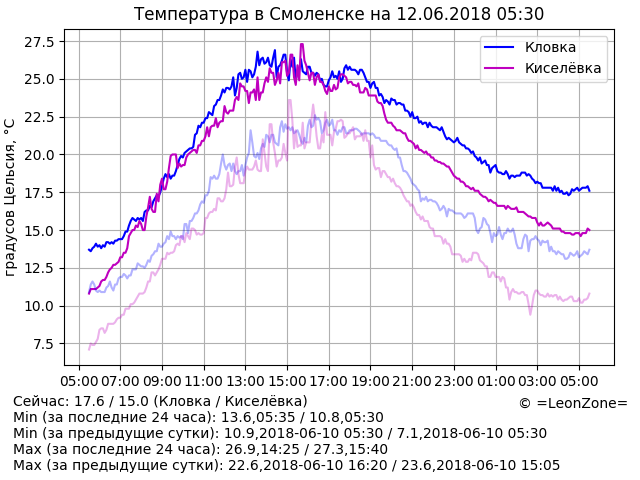 Температура в Смоленске на 12.06.2018 05:30
Кловка
Киселёвка
градусов Цельсия, °C
27.5
25.0
22.5
20.0
17.5
15.0
12.5
10.0
7.5
05:00 07:00 09:00 11:00 13:00 15:00 17:00 19:00 21:00 23:00 01:00 03:00 05:00
Сейчас: 17.6 / 15.0 (Кловка / Киселёвка)
© =LeonZone=
Min (за последние 24 часа): 13.6,05:35 / 10.8,05:30
Min (за предыдущие сутки): 10.9,2018-06-10 05:30 / 7.1,2018-06-10 05:30
Max (за последние 24 часа): 26.9,14:25 / 27.3,15:40
Max (за предыдущие сутки): 22.6,2018-06-10 16:20 / 23.6,2018-06-10 15:05